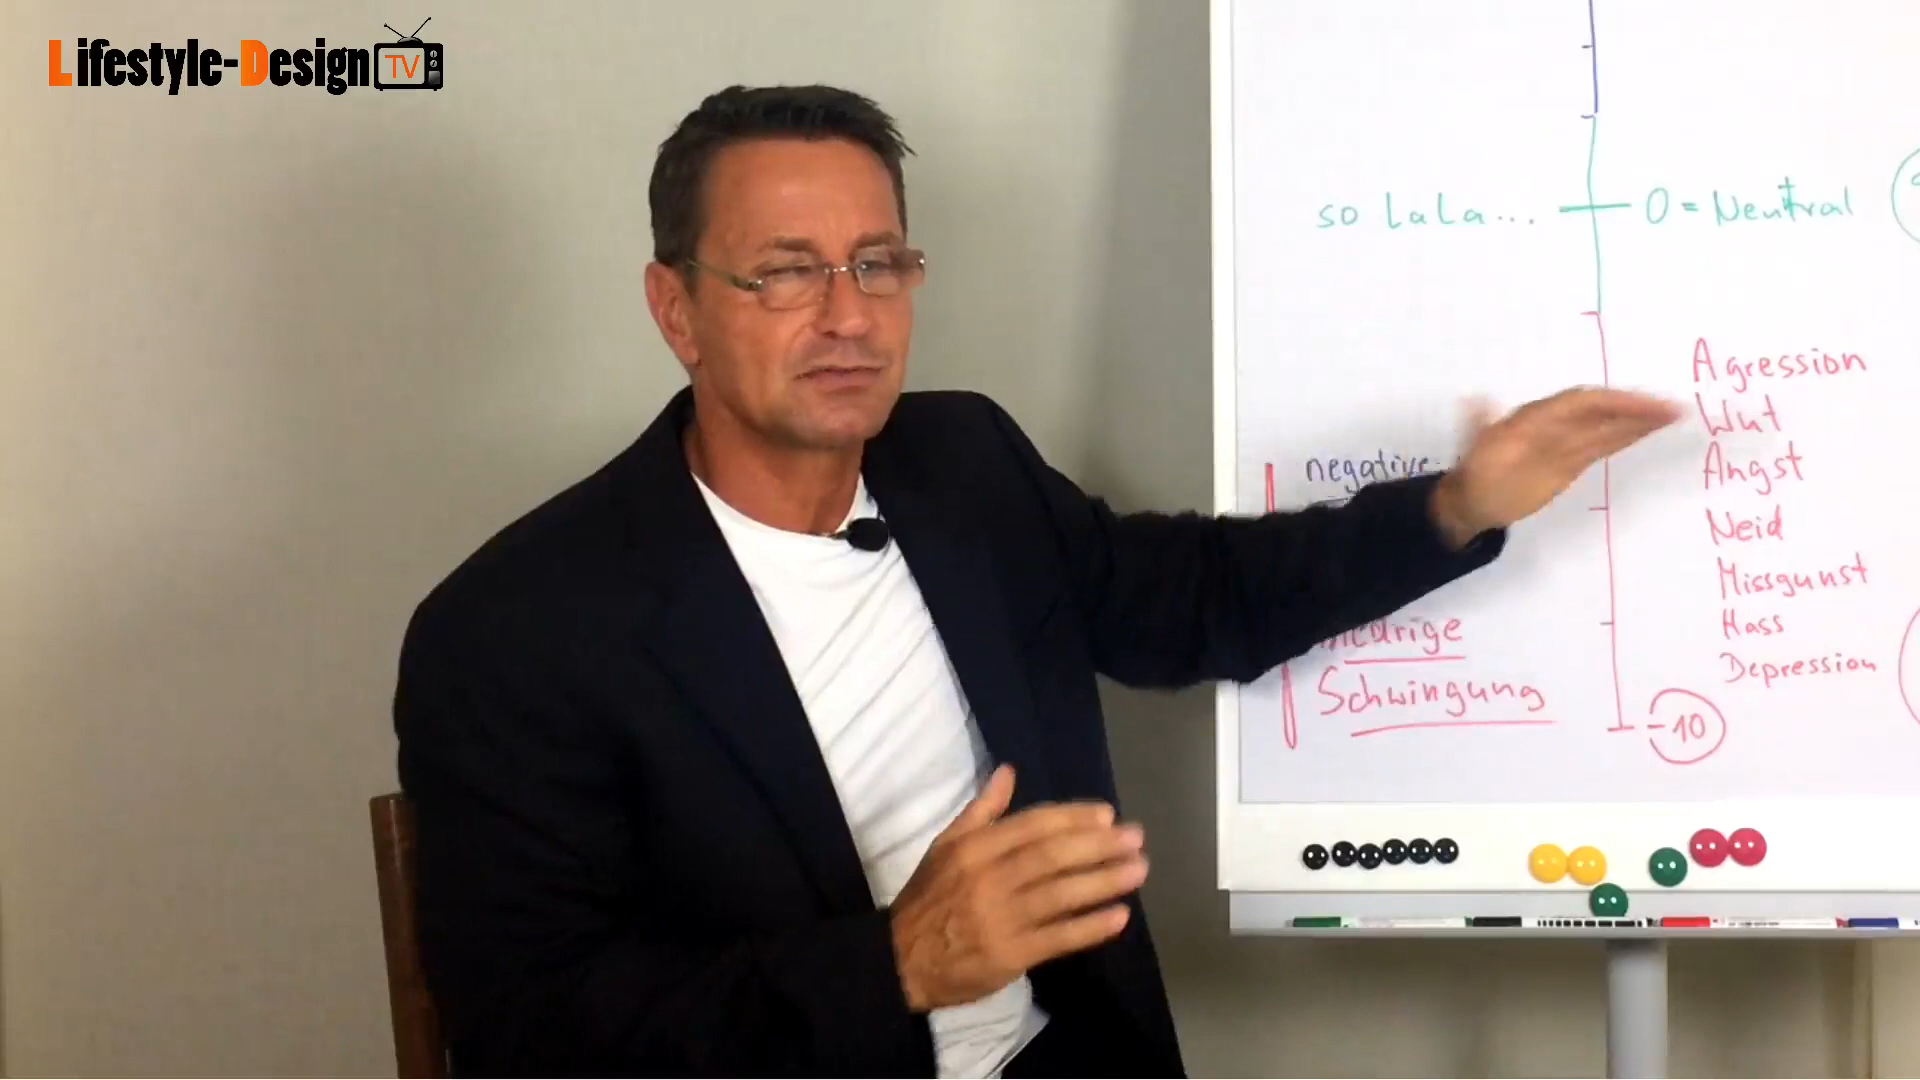 Lifestyle-Design TV
so LaLa... 0 = Neutral
Agression
Wut
Angst
negative
Neid
Missgunst
Hass
Schwingung
Depression
-10